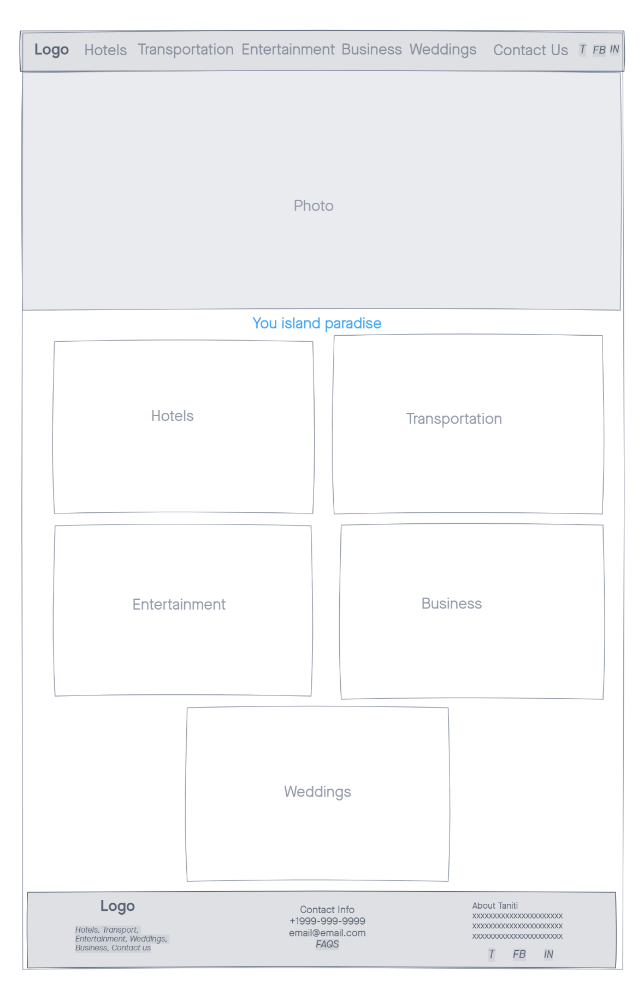 Logo Hotels Transportation Entertainment Business Weddings Contact Us T FB IN
Photo
You island paradise
Hotels
Transportation
Entertainment
Business
Weddings
Logo
Hotels, Transport,
Entertainment, Weddings,
Business, Contact us
Contact Info
+1999-999-9999
email@email.com
FAQS
About Taniti
xxxxxxxxxxxxxxxxxxxxxx
xxxxxxxxxxxxxxxxxxxxxx
xxxxxxxxxxxxxxxxxxxxxx
T FB IN